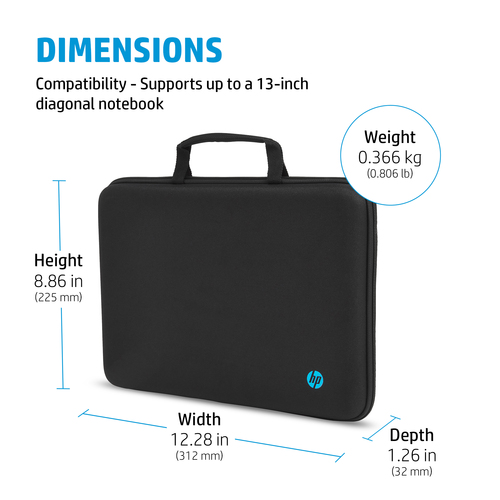 DIMENSIONS
Compatibility - Supports up to a 13-inch
diagonal notebook
Weight
0.366 kg
(0.806 lb)
Height
8.86 in
(225 mm)
hp
Width
12.28 in
(312 mm)
Depth
1.26 in
(32 mm)